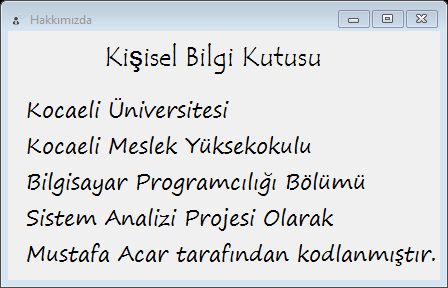 Hakkımızda
Kişisel Bilgi Kutusu
Kocaeli Üniversitesi
Kocaeli Meslek Yüksekokulu
Bilgisayar Programcılığı Bölümü
Sistem Analizi Projesi Olarak
Mustafa Acar tarafından kodlanmıştır.